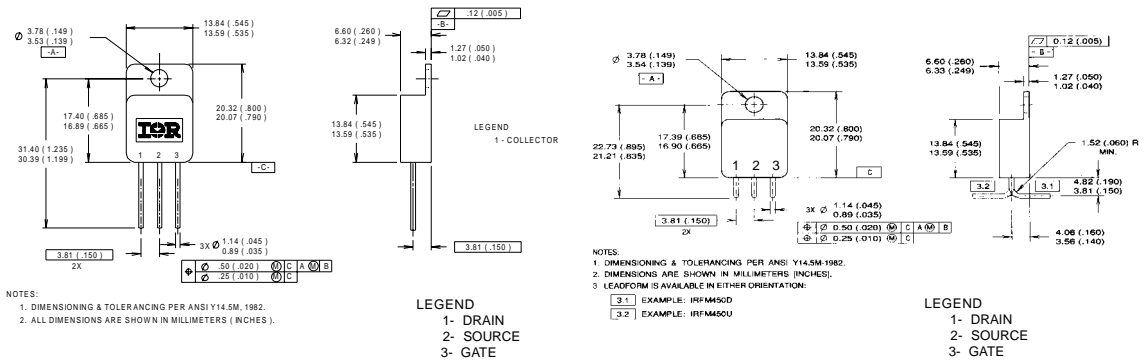 .12 (.005)
-B-
Ø 3.78 (.149)
3.53 (.139)
-A-
13.84 (.545)
13.59 (.535)
6.60 (.260)
6.32 (.249)
1.27 (.050)
1.02 (.040)
17.40 (.685)
16.89 (.665)
31.40 (1.235)
30.39 (1.199)
20.32 (.800)
20.07 (.790)
IOR
1 2 3
-C-
13.84 (.545)
13.59 (.535)
LEGEND
1 - COLLECTOR
3.81 (.150)
2X
3X Ø 1.14 (.045)
0.89 (.035)
Ø .50 (.020) Ⓜ C A Ⓜ B
Ø .25 (.010) Ⓜ C
3.81 (.150)
NOTES:
1. DIMENSIONING & TOLERANCING PER ANSI Y14.5M, 1982.
2. ALL DIMENSIONS ARE SHOWN IN MILLIMETERS ( INCHES ).
LEGEND
1- DRAIN
2- SOURCE
3- GATE
0.12 (.005)
- B -
Ø 3.78 (.149)
3.54 (.139)
- A -
13.84 (.545)
13.59 (.535)
6.60 (.260)
6.33 (.249)
1.27 (.050)
1.02 (.040)
17.39 (.685)
16.90 (.665)
22.73 (.895)
21.21 (.835)
20.32 (.800)
20.07 (.790)
1 2 3
C
13.84 (.545)
13.59 (.535)
1.52 (.060) R
MIN.
3.2
3.1
4.82 (.190)
3.81 (.150)
3.81 (.150)
2X
3X Ø 1.14 (.045)
0.89 (.035)
Ø 0.50 (.020) Ⓜ C A Ⓜ B
Ø 0.25 (.010) Ⓜ C
4.06 (.160)
3.56 (.140)
NOTES:
1. DIMENSIONING & TOLERANCING PER ANSI Y14.5M-1982.
2. DIMENSIONS ARE SHOWN IN MILLIMETERS [INCHES].
3 LEADFORM IS AVAILABLE IN EITHER ORIENTATION:
3.1 EXAMPLE: IRFM450D
3.2 EXAMPLE: IRFM450U
LEGEND
1- DRAIN
2- SOURCE
3- GATE